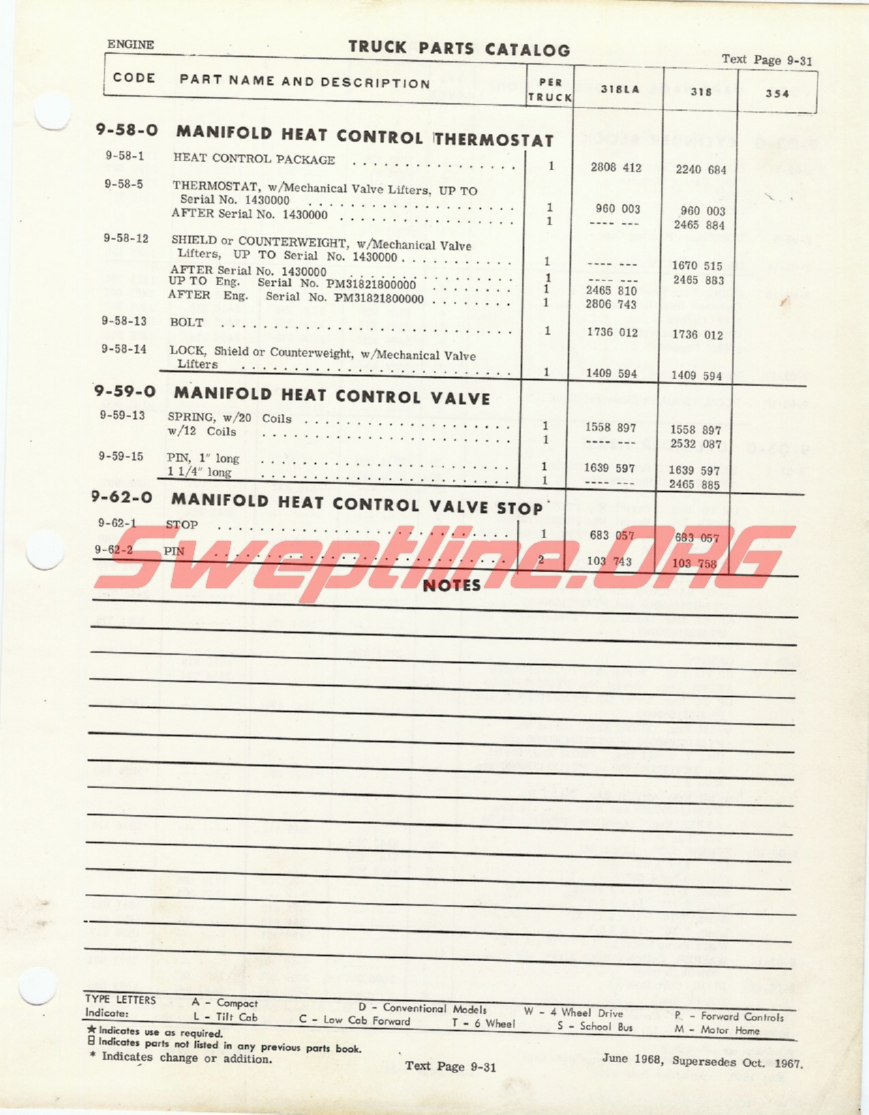 ENGINE TRUCK PARTS CATALOG Text Page 9-31
CODE PART NAME AND DESCRIPTION PER TRUCK 318LA 318 354
9-58-0 MANIFOLD HEAT CONTROL THERMOSTAT
9-58-1 HEAT CONTROL PACKAGE . . . . . . . . . . . . . . . 1 2808 412 2240 684
9-58-5 THERMOSTAT, w/Mechanical Valve Lifters, UP TO
Serial No. 1430000 . . . . . . . . . . . . . . . . . . . 1 960 003 960 003
AFTER Serial No. 1430000 . . . . . . . . . . . . . . . . 1 ---- --- 2465 884
9-58-12 SHIELD or COUNTERWEIGHT, w/Mechanical Valve
Lifters, UP TO Serial No. 1430000 . . . . . . . . . . . 1 ---- --- 1670 515
AFTER Serial No. 1430000 . . . . . . . . . . . . . . . 1 ---- --- 2465 883
UP TO Eng. Serial No. PM31821800000 . . . . . . . . 1 2465 810
AFTER Eng. Serial No. PM31821800000 . . . . . . . . 1 2806 743
9-58-13 BOLT . . . . . . . . . . . . . . . . . . . . . . . . . . . 1 1736 012 1736 012
9-58-14 LOCK, Shield or Counterweight, w/Mechanical Valve
Lifters . . . . . . . . . . . . . . . . . . . . . . . . . 1 1409 594 1409 594
9-59-0 MANIFOLD HEAT CONTROL VALVE
9-59-13 SPRING, w/20 Coils . . . . . . . . . . . . . . . . . . . 1 1558 897 1558 897
w/12 Coils . . . . . . . . . . . . . . . . . . . . . . . 1 ---- --- 2532 087
9-59-15 PIN, 1" long . . . . . . . . . . . . . . . . . . . . . . . 1 1639 597 1639 597
1 1/4" long . . . . . . . . . . . . . . . . . . . . . . . 1 ---- --- 2465 885
9-62-0 MANIFOLD HEAT CONTROL VALVE STOP
9-62-1 STOP . . . . . . . . . . . . . . . . . . . . . . . . . . . 1 683 057 683 057
9-62-2 PIN . . . . . . . . . . . . . . . . . . . . . . . . . . . 2 103 743 103 758
Sweptline.ORG
NOTES
TYPE LETTERS A - Compact D - Conventional Models W - 4 Wheel Drive P - Forward Controls
Indicate: L - Tilt Cab C - Low Cab Forward T - 6 Wheel S - School Bus M - Motor Home
★ Indicates use as required.
⊟ Indicates parts not listed in any previous parts book.
* Indicates change or addition.
Text Page 9-31 June 1968, Supersedes Oct. 1967.